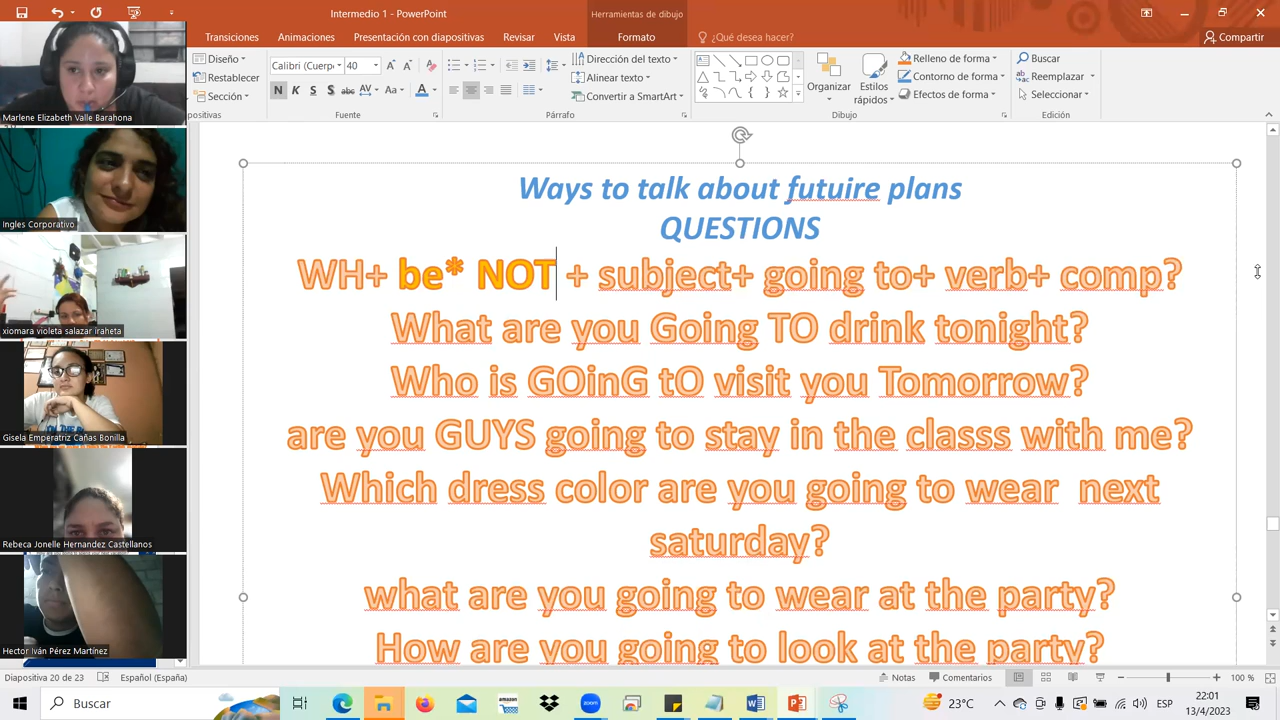 Intermedio 1 - PowerPoint
Herramientas de dibujo
Transiciones Animaciones Presentación con diapositivas Revisar Vista Formato ¿Qué desea hacer? Compartir
Diseño
Restablecer
Sección
positivas
Calibri (Cuerpo 40
N K S S abc AV Aa A
Fuente
Dirección del texto
Alinear texto
Convertir a SmartArt
Párrafo
Organizar
Estilos rápidos
Relleno de forma
Contorno de forma
Efectos de forma
Dibujo
Buscar
Reemplazar
Seleccionar
Edición
Marlene Elizabeth Valle Barahona
Ingles Corporativo
xiomara violeta salazar iraheta
Gisela Emperatriz Cañas Bonilla
Rebeca Jonelle Hernandez Castellanos
Hector Iván Pérez Martínez
Ways to talk about futuire plans
QUESTIONS
WH+ be* NOT + subject+ going to+ verb+ comp?
What are you Going TO drink tonight?
Who is GOinG tO visit you Tomorrow?
are you GUYS going to stay in the classs with me?
Which dress color are you going to wear next
saturday?
what are you going to wear at the party?
How are you going to look at the party?
Diapositiva 20 de 23 Español (España) Notas Comentarios 100 %
Buscar
amazon
zoom
23°C
ESP
22:01
13/4/2023